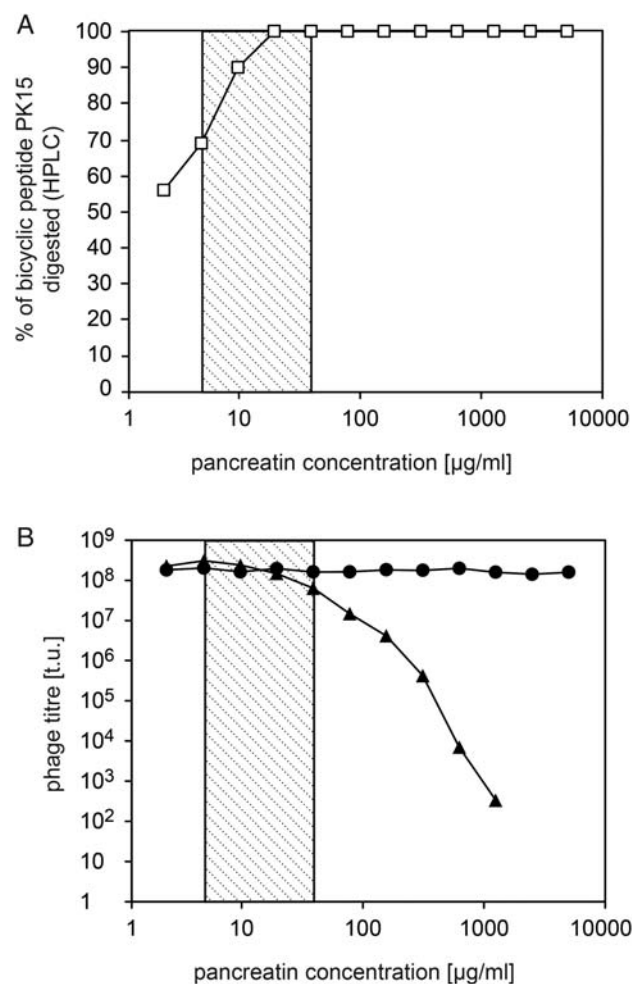 A
% of bicyclic peptide PK15
digested (HPLC)
100
90
80
70
60
50
40
30
20
10
0
1 10 100 1000 10000
pancreatin concentration [µg/ml]
B
phage titre [t.u.]
10⁹
10⁸
10⁷
10⁶
10⁵
10⁴
10³
10²
10
1
1 10 100 1000 10000
pancreatin concentration [µg/ml]